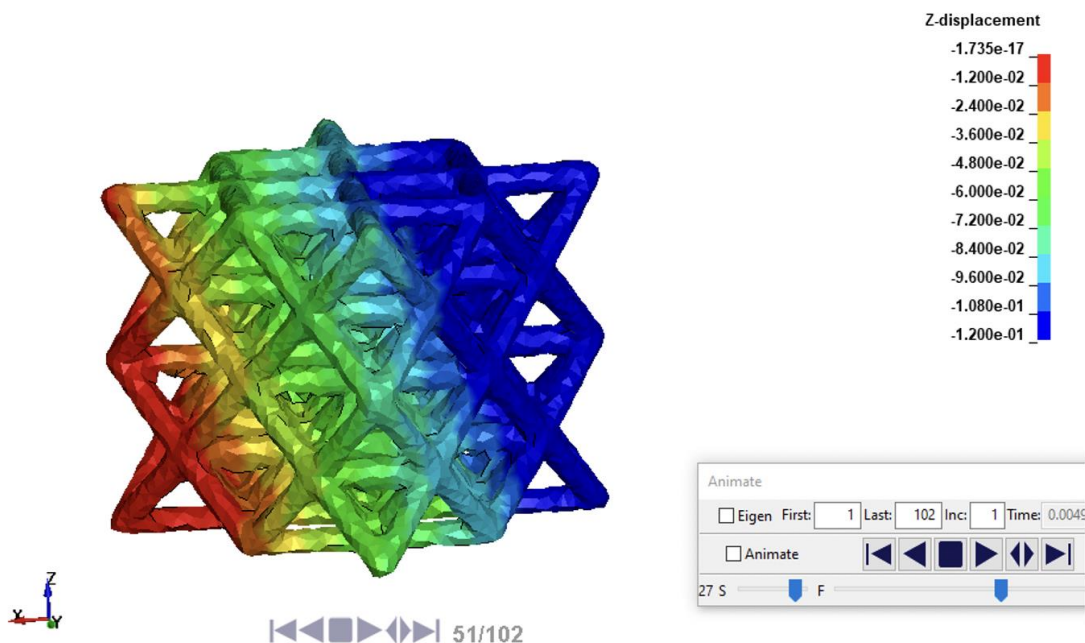 Z-displacement
-1.735e-17
-1.200e-02
-2.400e-02
-3.600e-02
-4.800e-02
-6.000e-02
-7.200e-02
-8.400e-02
-9.600e-02
-1.080e-01
-1.200e-01
Animate
Eigen First: 1 Last: 102 Inc: 1 Time: 0.0049
Animate
27 S F
Z
X Y
51/102